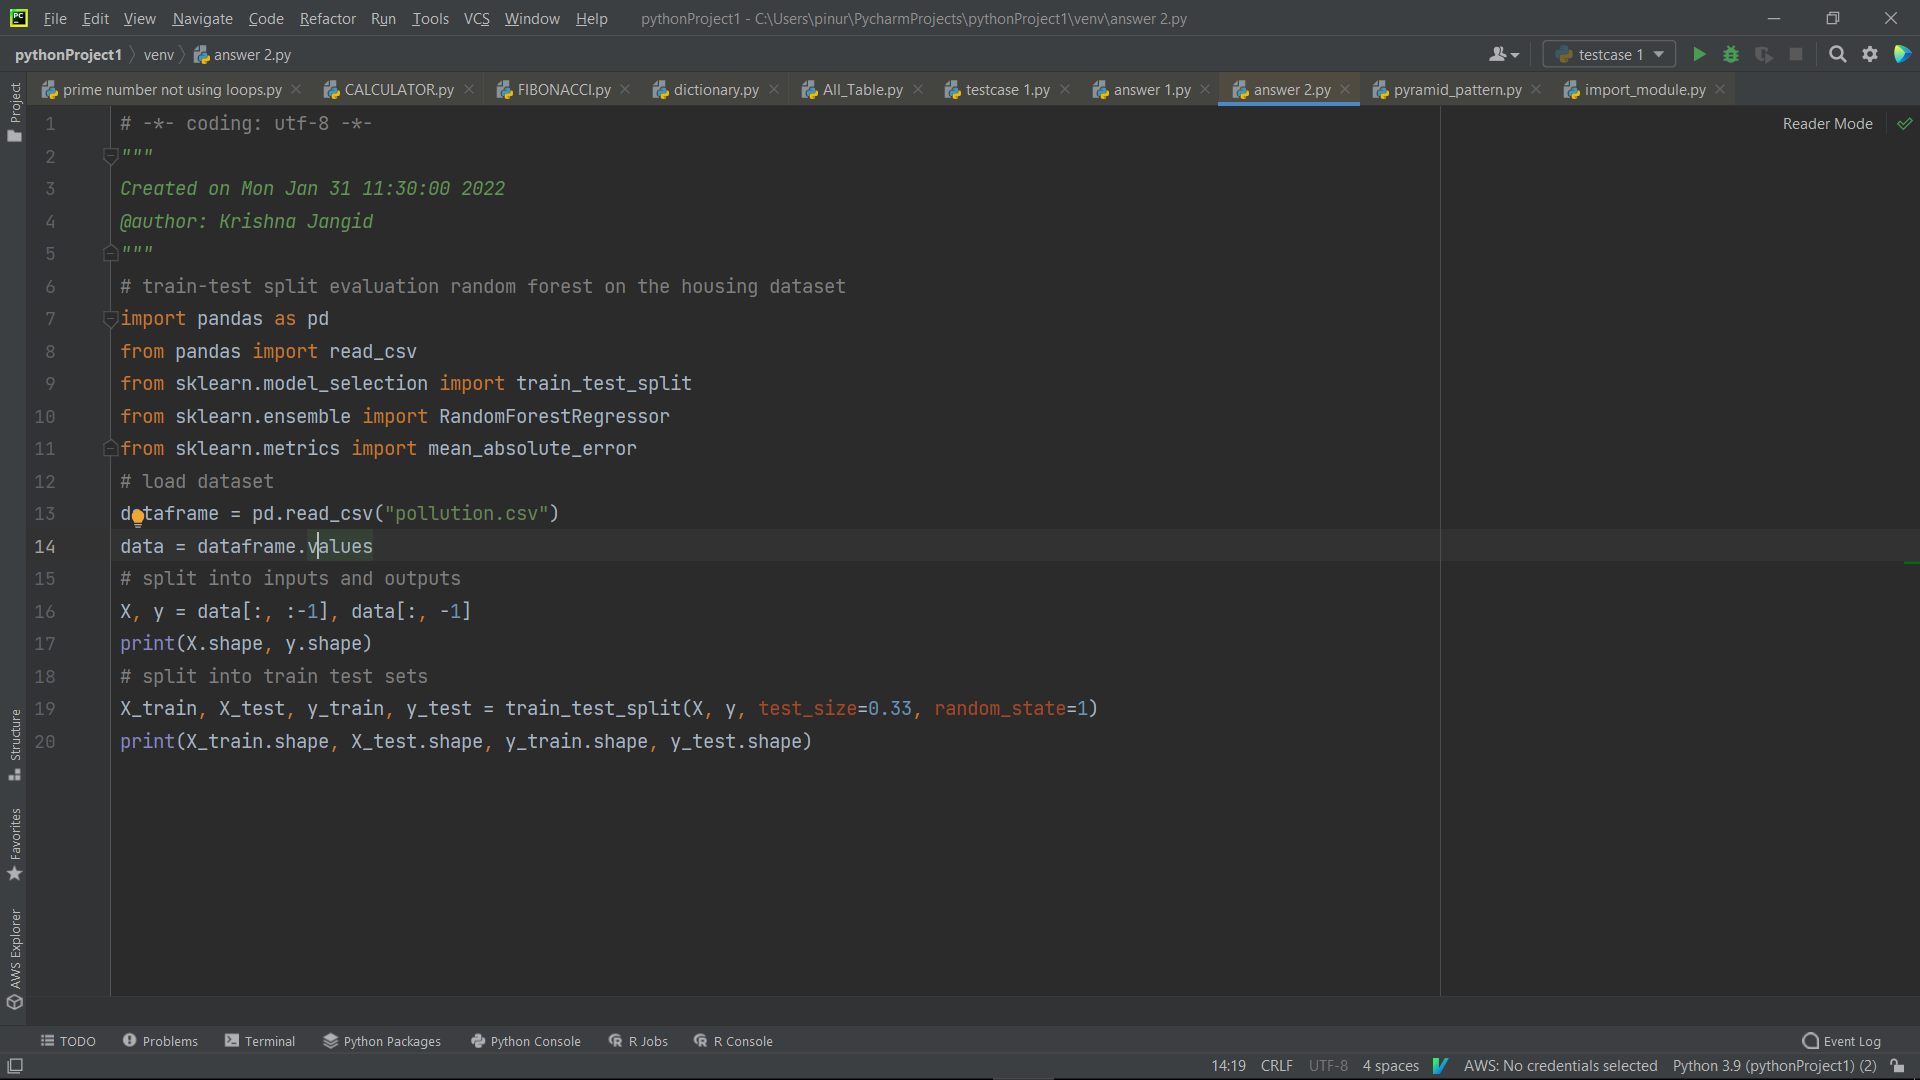 File Edit View Navigate Code Refactor Run Tools VCS Window Help pythonProject1 - C:\Users\pinur\PycharmProjects\pythonProject1\venv\answer 2.py
pythonProject1 venv answer 2.py testcase 1
prime number not using loops.py CALCULATOR.py FIBONACCI.py dictionary.py All_Table.py testcase 1.py answer 1.py answer 2.py pyramid_pattern.py import_module.py
Project
Reader Mode
1 # -*- coding: utf-8 -*-
2 """
3 Created on Mon Jan 31 11:30:00 2022
4 @author: Krishna Jangid
5 """
6 # train-test split evaluation random forest on the housing dataset
7 import pandas as pd
8 from pandas import read_csv
9 from sklearn.model_selection import train_test_split
10 from sklearn.ensemble import RandomForestRegressor
11 from sklearn.metrics import mean_absolute_error
12 # load dataset
13 dataframe = pd.read_csv("pollution.csv")
14 data = dataframe.values
15 # split into inputs and outputs
16 X, y = data[:, :-1], data[:, -1]
17 print(X.shape, y.shape)
18 # split into train test sets
19 X_train, X_test, y_train, y_test = train_test_split(X, y, test_size=0.33, random_state=1)
20 print(X_train.shape, X_test.shape, y_train.shape, y_test.shape)
Structure
Favorites
AWS Explorer
TODO Problems Terminal Python Packages Python Console R Jobs R Console Event Log
14:19 CRLF UTF-8 4 spaces AWS: No credentials selected Python 3.9 (pythonProject1) (2)